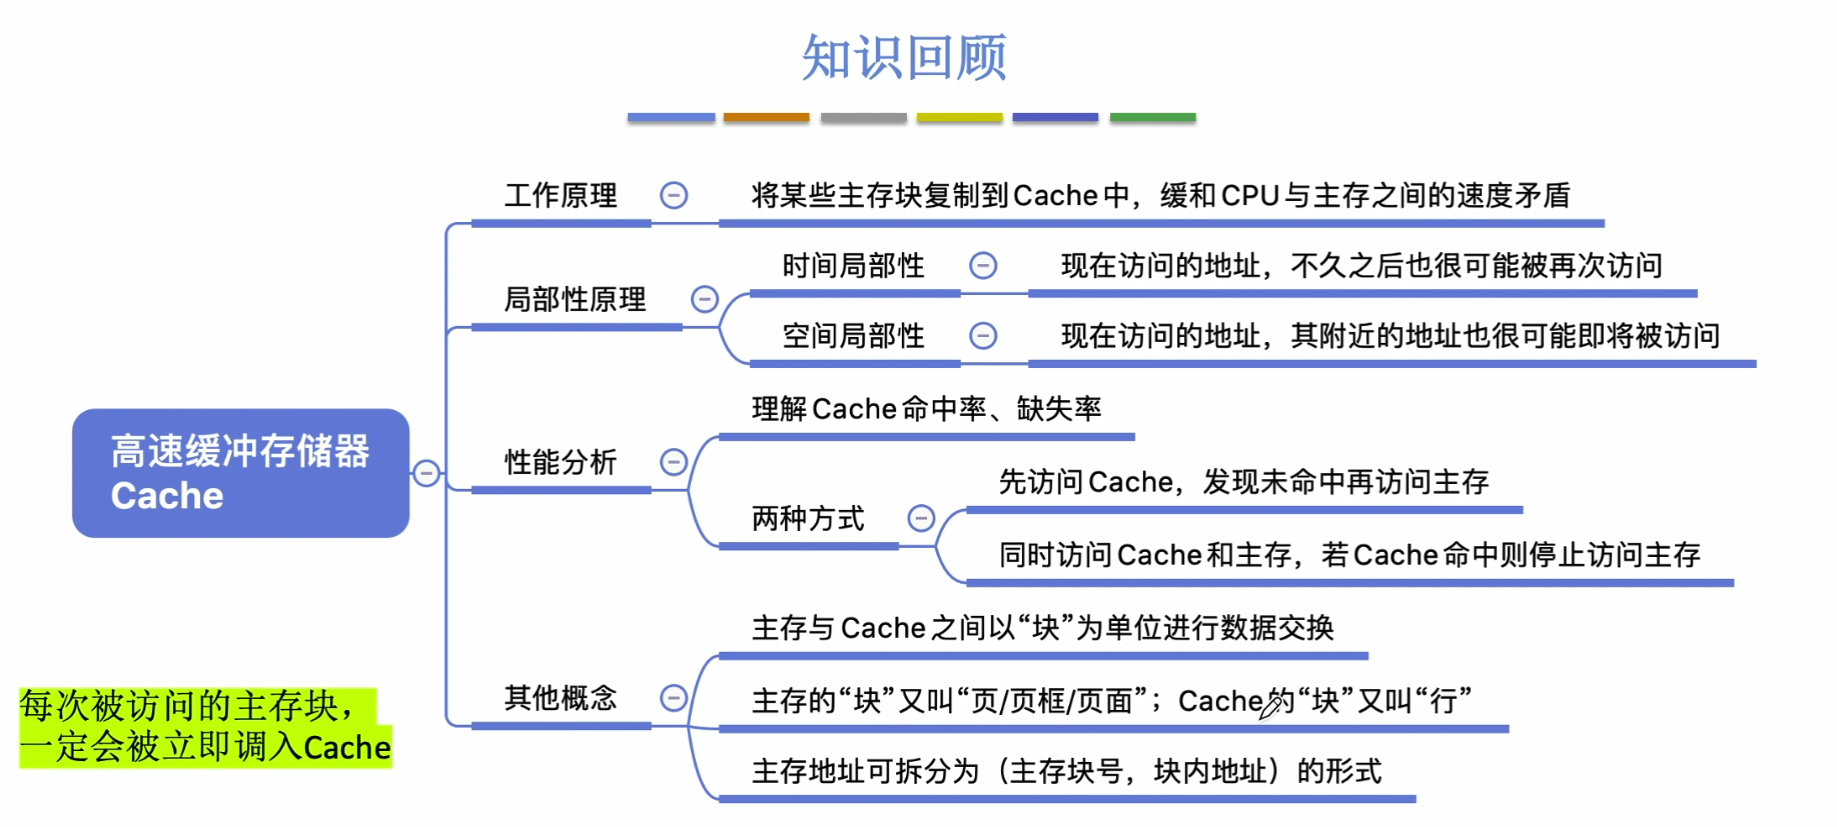 知识回顾
工作原理
将某些主存块复制到Cache中，缓和CPU与主存之间的速度矛盾
局部性原理
时间局部性
现在访问的地址，不久之后也很可能被再次访问
空间局部性
现在访问的地址，其附近的地址也很可能即将被访问
高速缓冲存储器
Cache
性能分析
理解Cache命中率、缺失率
两种方式
先访问Cache，发现未命中再访问主存
同时访问Cache和主存，若Cache命中则停止访问主存
其他概念
主存与Cache之间以“块”为单位进行数据交换
主存的“块”又叫“页/页框/页面”；Cache的“块”又叫“行”
主存地址可拆分为（主存块号，块内地址）的形式
每次被访问的主存块，
一定会被立即调入Cache